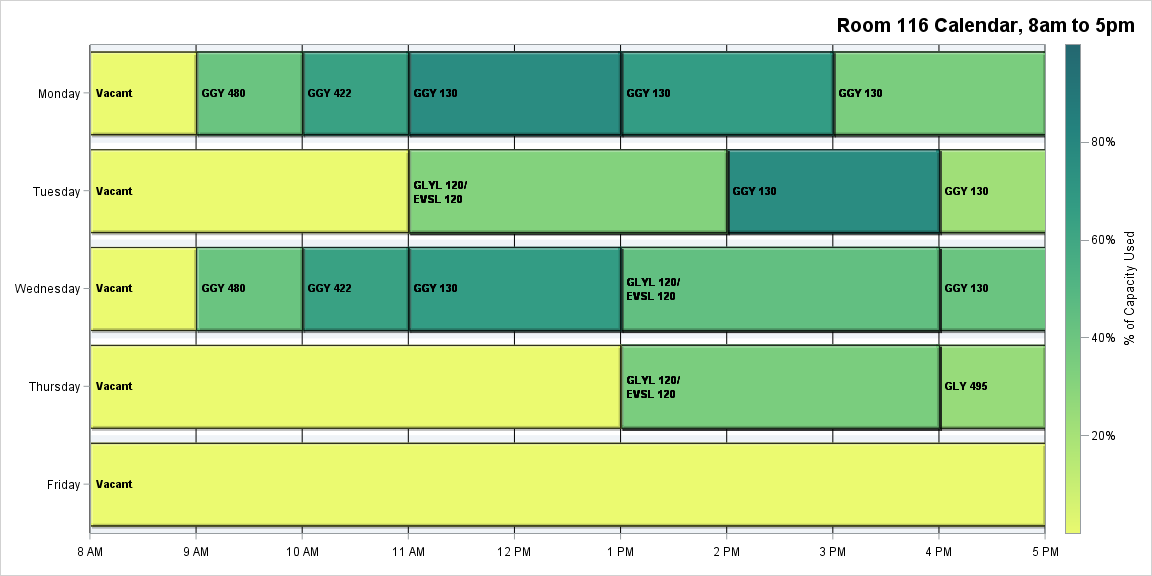 Room 116 Calendar, 8am to 5pm
Monday
Vacant
GGY 480
GGY 422
GGY 130
GGY 130
GGY 130
Tuesday
Vacant
GLYL 120/
EVSL 120
GGY 130
GGY 130
Wednesday
Vacant
GGY 480
GGY 422
GGY 130
GLYL 120/
EVSL 120
GGY 130
Thursday
Vacant
GLYL 120/
EVSL 120
GLY 495
Friday
Vacant
8 AM
9 AM
10 AM
11 AM
12 PM
1 PM
2 PM
3 PM
4 PM
5 PM
80%
60%
40%
20%
% of Capacity Used